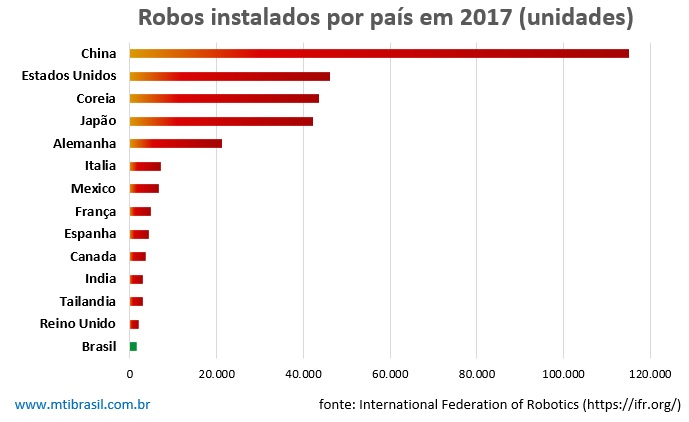 Robos instalados por país em 2017 (unidades)
China
Estados Unidos
Coreia
Japão
Alemanha
Italia
Mexico
França
Espanha
Canada
India
Tailandia
Reino Unido
Brasil
0 20.000 40.000 60.000 80.000 100.000 120.000
www.mtibrasil.com.br fonte: International Federation of Robotics (https://ifr.org/)